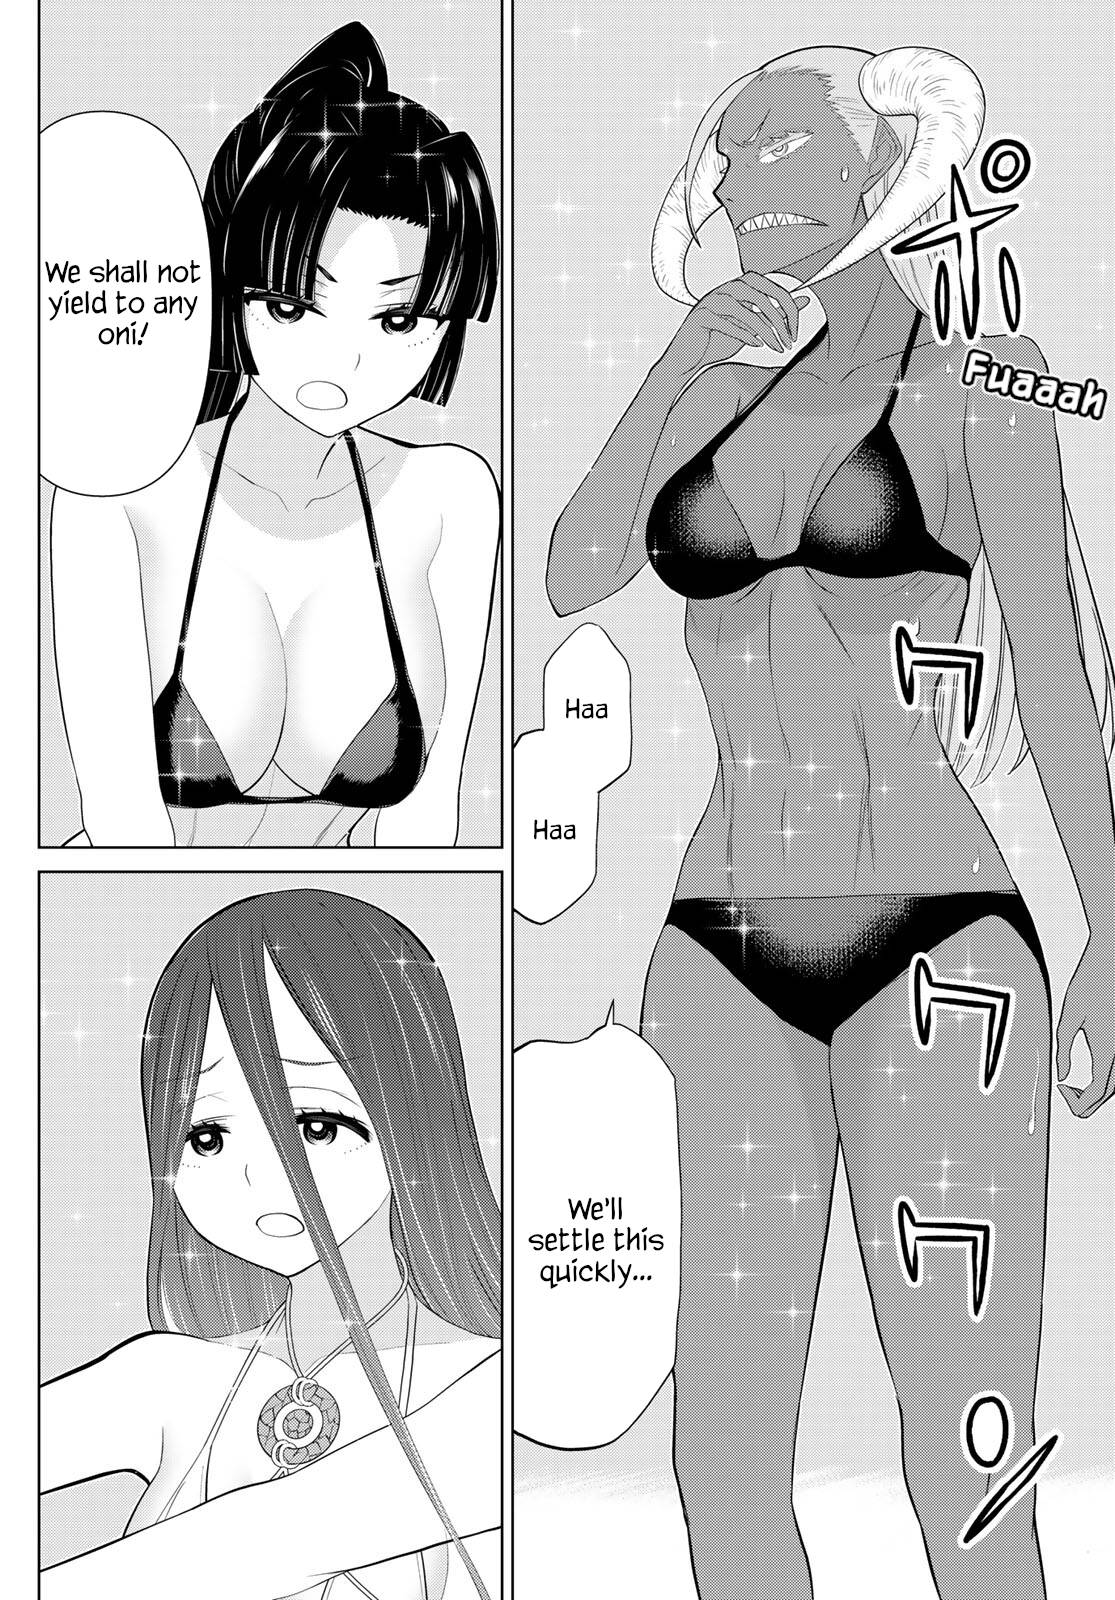 ポワワワン
Fuaaah
Haa
Haa
We'll
settle this
quickly...
We shall not
yield to any
oni!